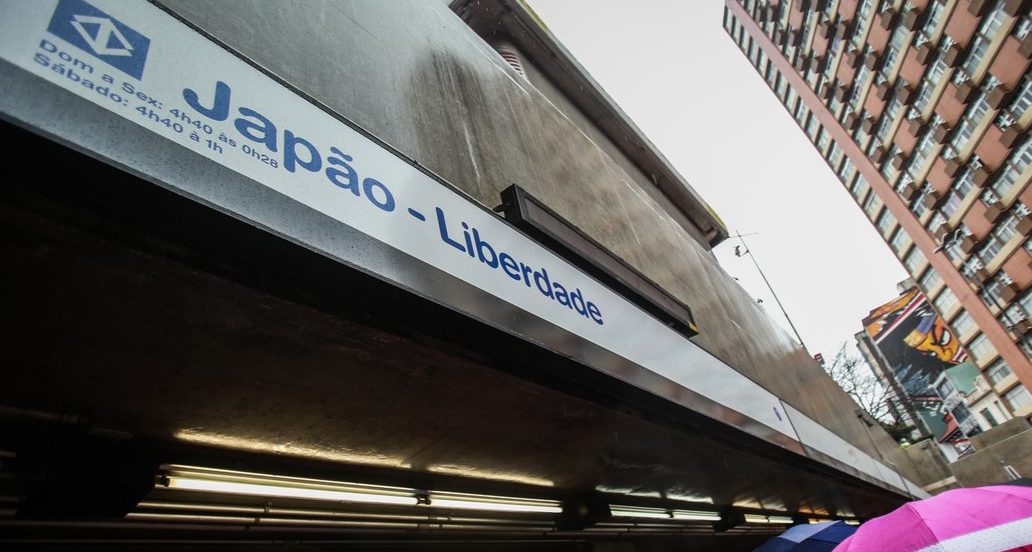 Japão - Liberdade
Dom a Sex: 4h40 às 0h28
Sábado: 4h40 à 1h